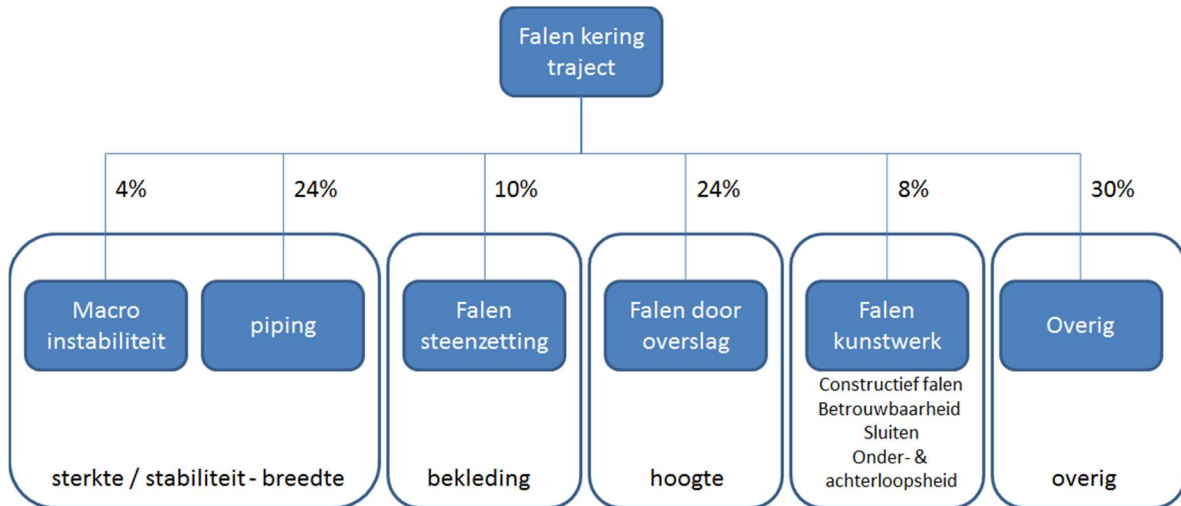 Falen kering
traject
4%
24%
10%
24%
8%
30%
Macro
instabiliteit
piping
Falen
steenzetting
Falen door
overslag
Falen
kunstwerk
Overig
Constructief falen
Betrouwbaarheid
Sluiten
Onder- &
achterloopsheid
sterkte / stabiliteit - breedte
bekleding
hoogte
overig